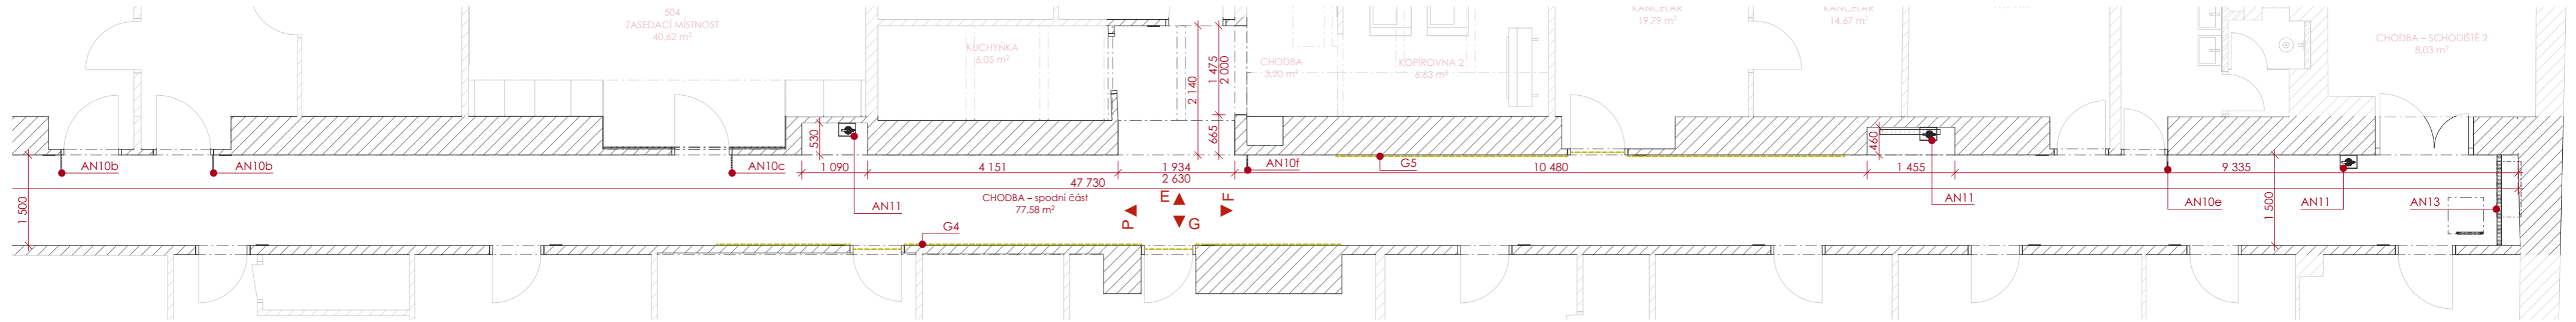 504
ZASEDACÍ MÍSTNOST
40,62 m²
KUCHYŇKA
6,05 m²
CHODBA
3,20 m²
KOPÍROVNA 2
6,63 m²
KANCELÁŘ
19,79 m²
KANCELÁŘ
14,67 m²
CHODBA – SCHODIŠTĚ 2
8,03 m²
2 140
1 475
2 000
665
530
460
AN10b
AN10b
AN10c
1 090
4 151
1 934
2 630
AN10f
G5
10 480
1 455
9 335
47 730
CHODBA – spodní část
77,58 m²
1 500
AN11
G4
P
E
G
F
AN11
AN10e
1 500
AN11
AN13